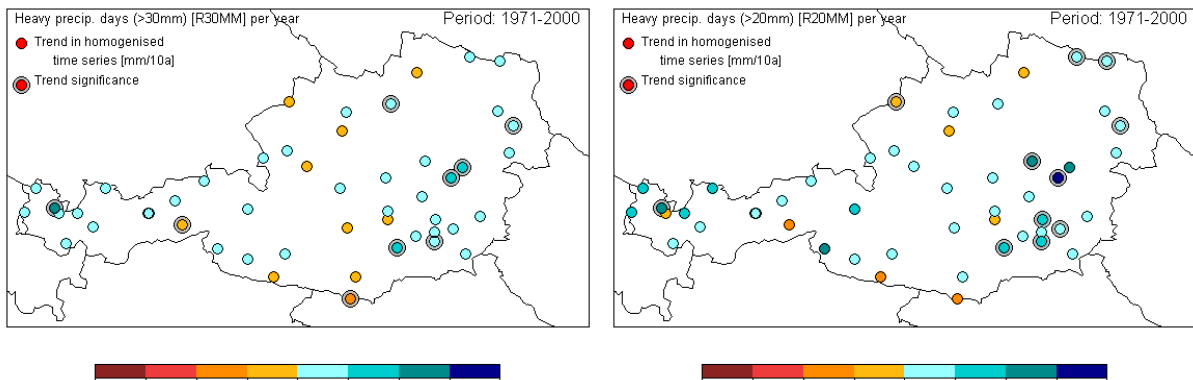 Heavy precip. days (>30mm) [R30MM] per year Period: 1971-2000
Trend in homogenised
time series [mm/10a]
Trend significance
Heavy precip. days (>20mm) [R20MM] per year Period: 1971-2000
Trend in homogenised
time series [mm/10a]
Trend significance